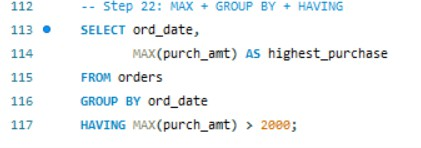 112 -- Step 22: MAX + GROUP BY + HAVING
113 SELECT ord_date,
114 MAX(purch_amt) AS highest_purchase
115 FROM orders
116 GROUP BY ord_date
117 HAVING MAX(purch_amt) > 2000;